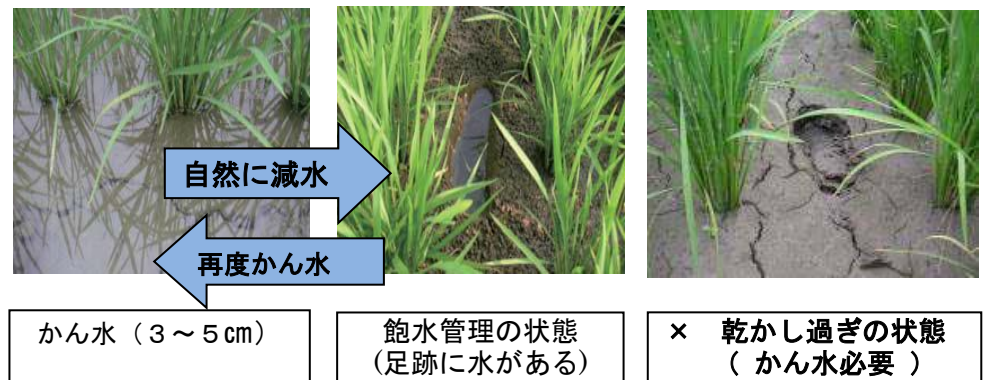 自然に減水
再度かん水
かん水（３～５㎝）
飽水管理の状態
(足跡に水がある)
×　乾かし過ぎの状態
（ かん水必要 ）